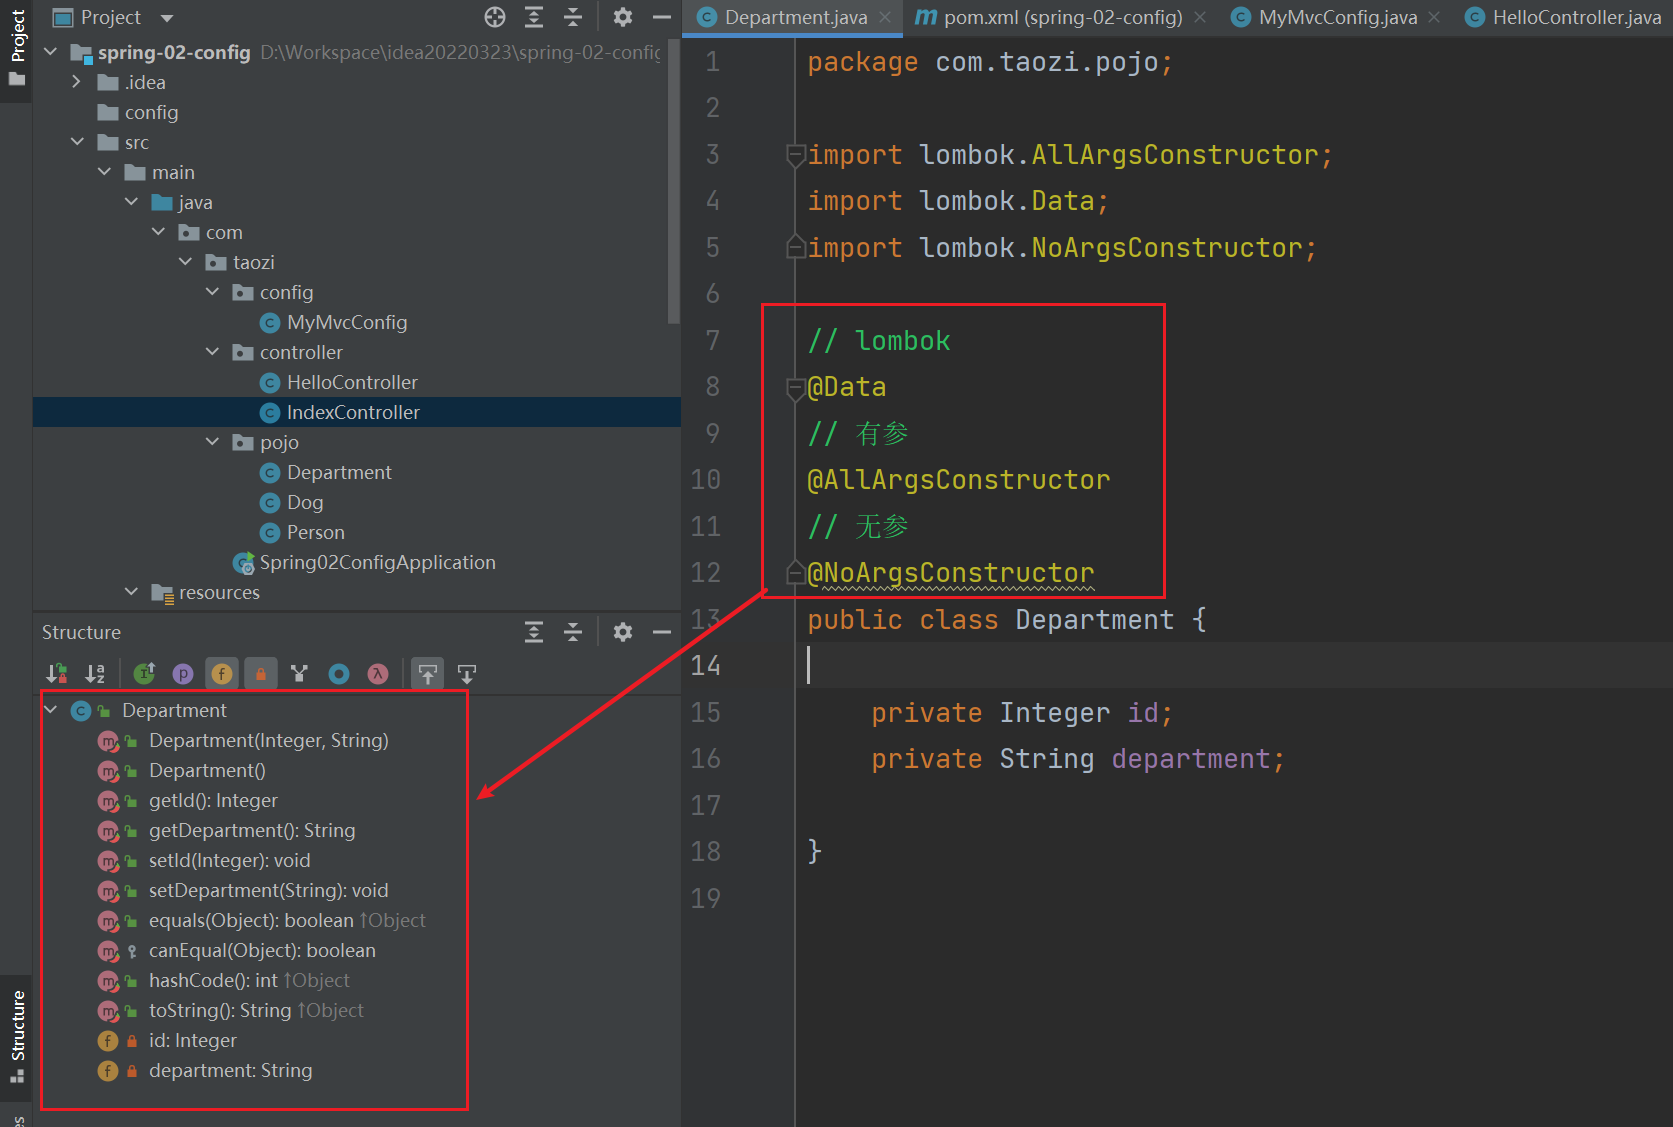 Project
Project
spring-02-config D:\Workspace\idea20220323\spring-02-config
.idea
config
src
main
java
com
taozi
config
MyMvcConfig
controller
HelloController
IndexController
pojo
Department
Dog
Person
Spring02ConfigApplication
resources
Structure
Department
Department(Integer, String)
Department()
getId(): Integer
getDepartment(): String
setId(Integer): void
setDepartment(String): void
equals(Object): boolean ↑Object
canEqual(Object): boolean
hashCode(): int ↑Object
toString(): String ↑Object
id: Integer
department: String
Structure
Department.java
pom.xml (spring-02-config)
MyMvcConfig.java
HelloController.java
1 package com.taozi.pojo;
2
3 import lombok.AllArgsConstructor;
4 import lombok.Data;
5 import lombok.NoArgsConstructor;
6
7 // lombok
8 @Data
9 // 有参
10 @AllArgsConstructor
11 // 无参
12 @NoArgsConstructor
13 public class Department {
14
15 private Integer id;
16 private String department;
17
18 }
19